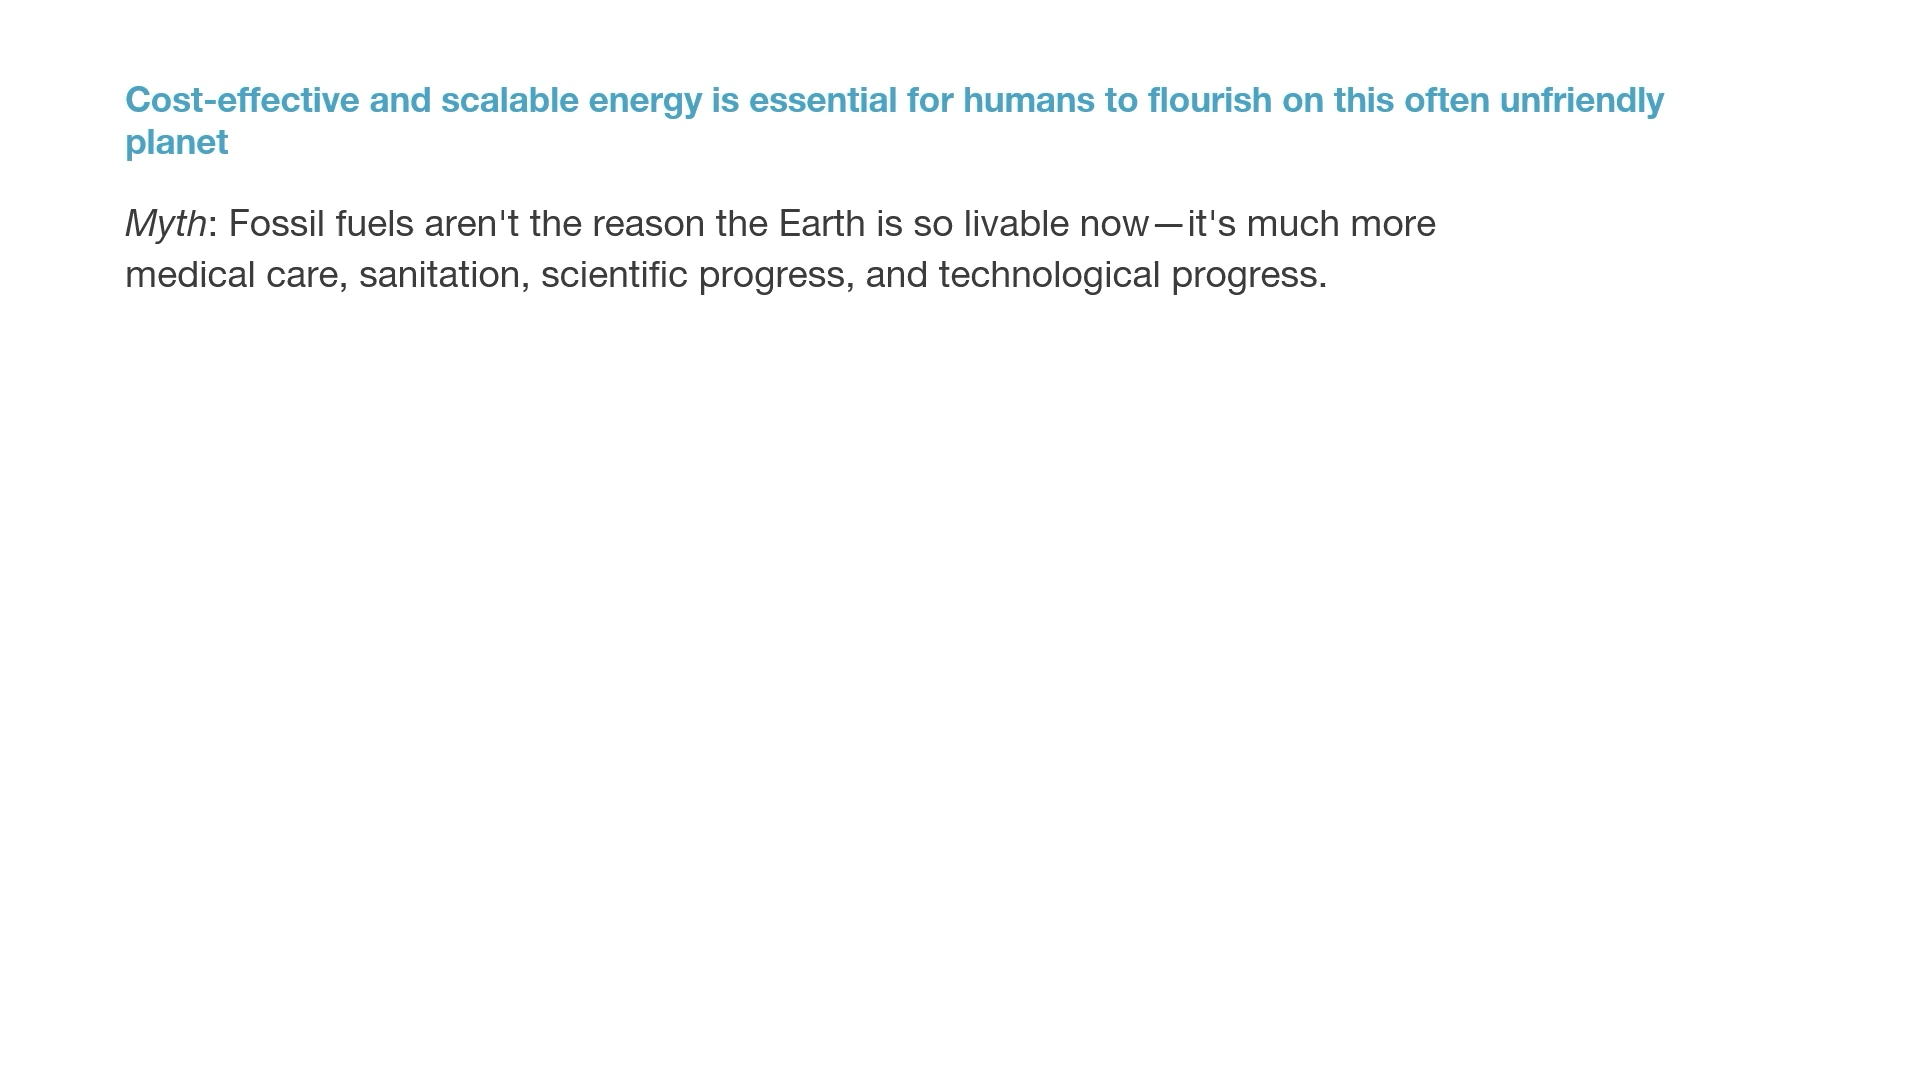 Cost-effective and scalable energy is essential for humans to flourish on this often unfriendly
planet
Myth: Fossil fuels aren't the reason the Earth is so livable now—it's much more
medical care, sanitation, scientific progress, and technological progress.